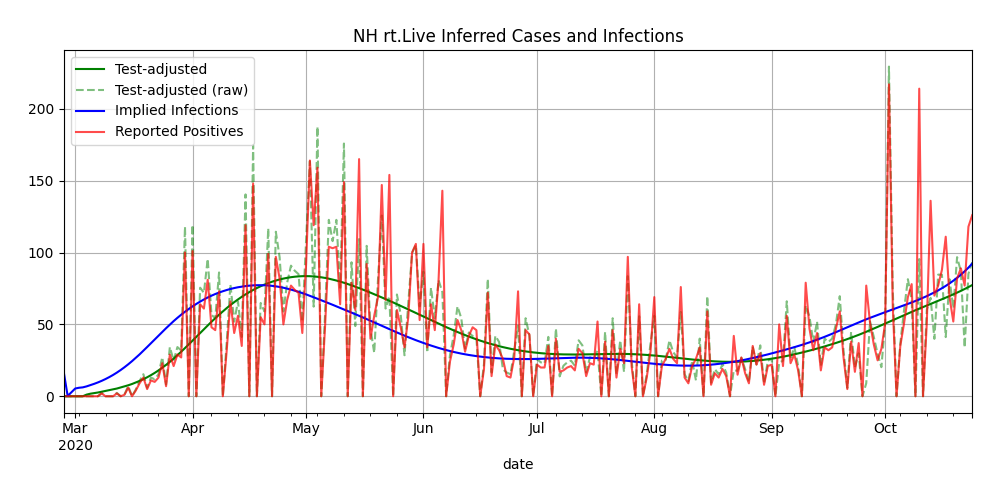 NH rt.Live Inferred Cases and Infections
Test-adjusted
Test-adjusted (raw)
Implied Infections
Reported Positives
200
150
100
50
0
Mar Apr May Jun Jul Aug Sep Oct
2020
date